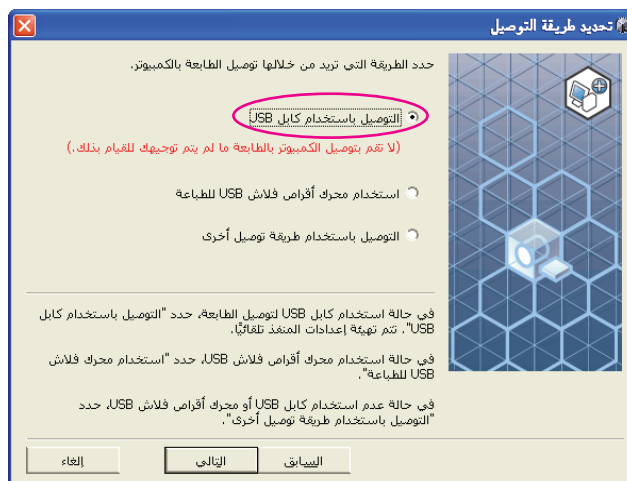 تحديد طريقة التوصيل
حدد الطريقة التي تريد من خلالها توصيل الطابعة بالكمبيوتر.
التوصيل باستخدام كابل USB
(لا تقم بتوصيل الكمبيوتر بالطابعة ما لم يتم توجيهك للقيام بذلك.)
استخدام محرك أقراص فلاش USB للطباعة
التوصيل باستخدام طريقة توصيل أخرى
في حالة استخدام كابل USB لتوصيل الطابعة، حدد "التوصيل باستخدام كابل
USB". تتم تهيئة إعدادات المنفذ تلقائيًا.
في حالة استخدام محرك أقراص فلاش USB، حدد "استخدام محرك فلاش
USB للطباعة".
في حالة عدم استخدام كابل USB أو محرك أقراص فلاش USB، حدد
"التوصيل باستخدام طريقة توصيل أخرى".
السابق
التالي
إلغاء